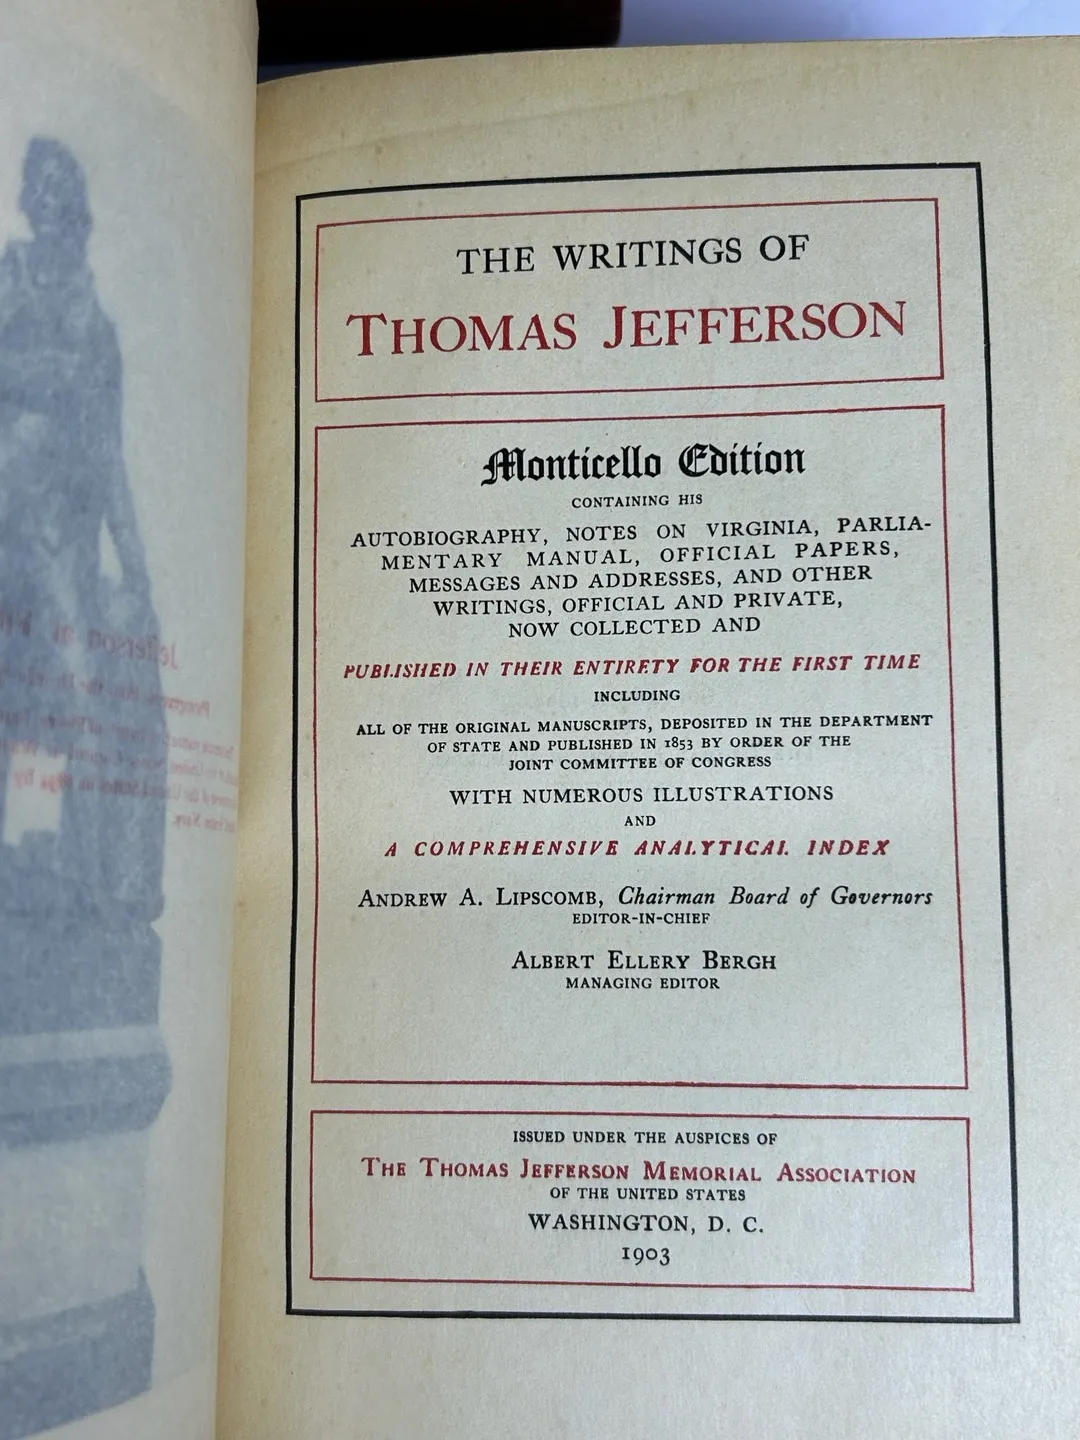 THE WRITINGS OF
THOMAS JEFFERSON
Monticello Edition
CONTAINING HIS
AUTOBIOGRAPHY, NOTES ON VIRGINIA, PARLIA-
MENTARY MANUAL, OFFICIAL PAPERS,
MESSAGES AND ADDRESSES, AND OTHER
WRITINGS, OFFICIAL AND PRIVATE,
NOW COLLECTED AND
PUBLISHED IN THEIR ENTIRETY FOR THE FIRST TIME
INCLUDING
ALL OF THE ORIGINAL MANUSCRIPTS, DEPOSITED IN THE DEPARTMENT
OF STATE AND PUBLISHED IN 1853 BY ORDER OF THE
JOINT COMMITTEE OF CONGRESS
WITH NUMEROUS ILLUSTRATIONS
AND
A COMPREHENSIVE ANALYTICAL INDEX
ANDREW A. LIPSCOMB, Chairman Board of Governors
EDITOR-IN-CHIEF
ALBERT ELLERY BERGH
MANAGING EDITOR
ISSUED UNDER THE AUSPICES OF
THE THOMAS JEFFERSON MEMORIAL ASSOCIATION
OF THE UNITED STATES
WASHINGTON, D. C.
1903